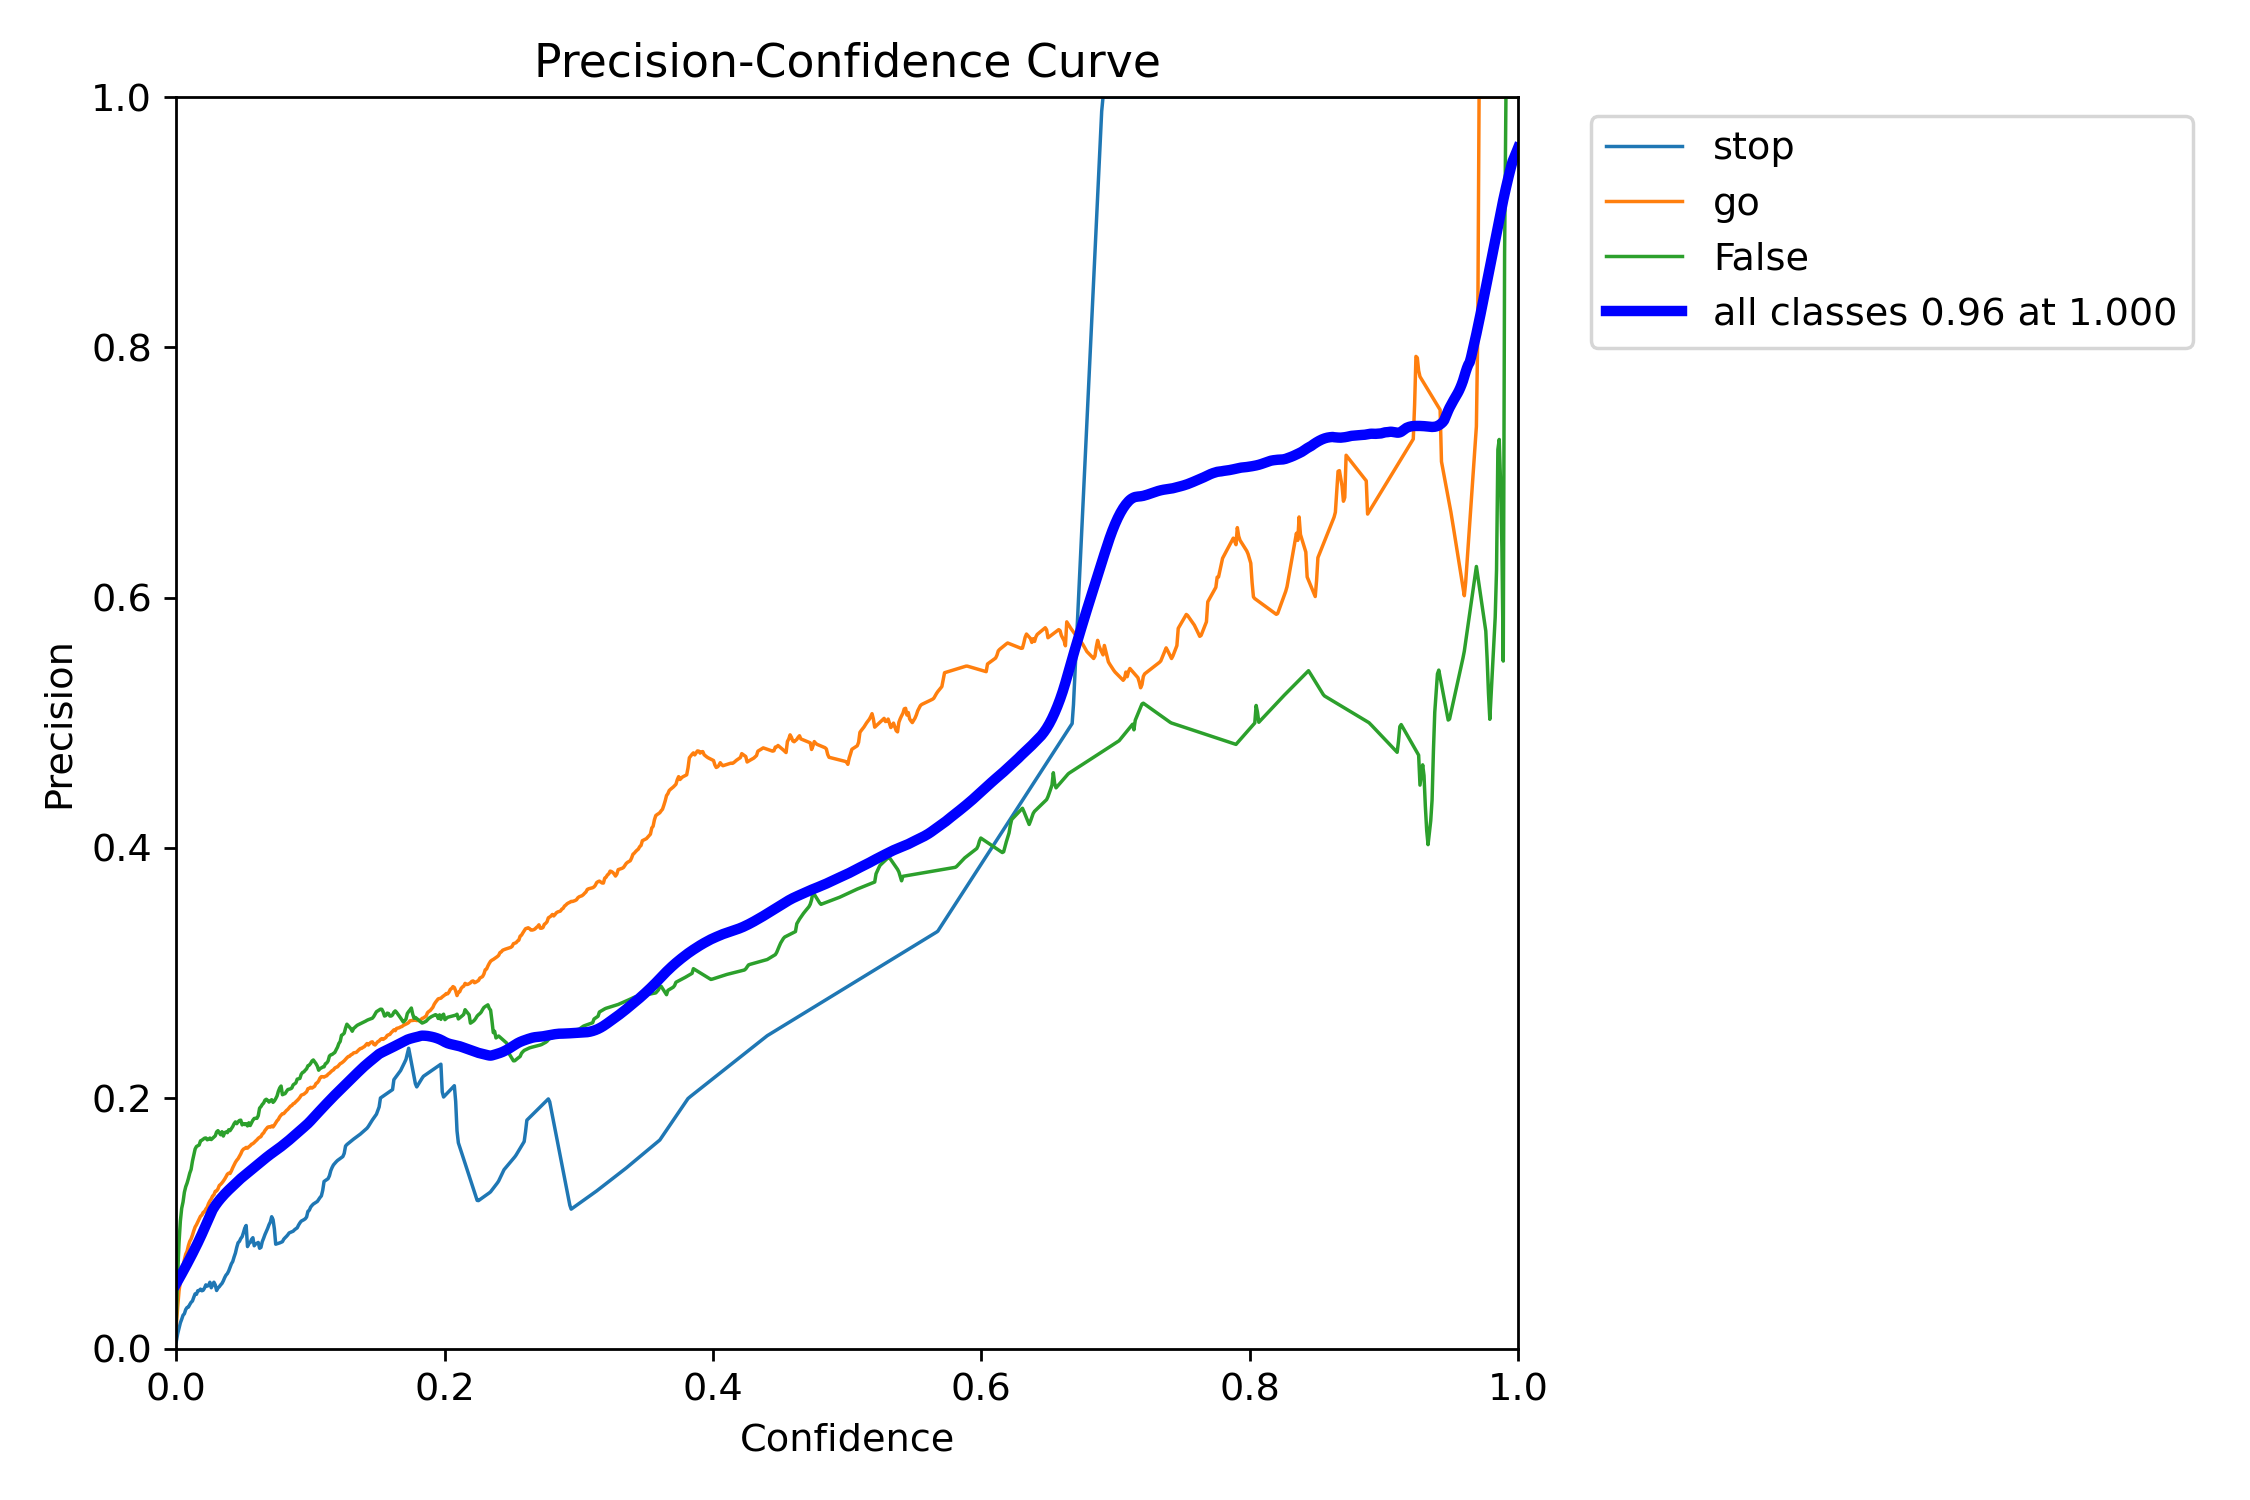 Precision-Confidence Curve
1.0
0.8
0.6
0.4
0.2
0.0
Precision
0.0 0.2 0.4 0.6 0.8 1.0
Confidence
stop
go
False
all classes 0.96 at 1.000